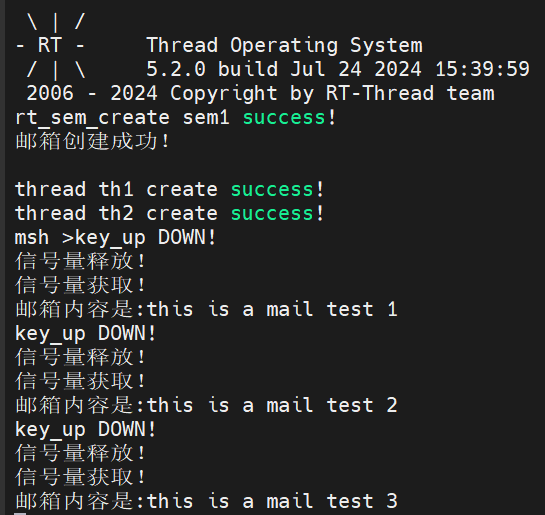 \ | /
- RT -     Thread Operating System
 / | \     5.2.0 build Jul 24 2024 15:39:59
 2006 - 2024 Copyright by RT-Thread team
rt_sem_create sem1 success!
邮箱创建成功!
thread th1 create success!
thread th2 create success!
msh >key_up DOWN!
信号量释放!
信号量获取!
邮箱内容是:this is a mail test 1
key_up DOWN!
信号量释放!
信号量获取!
邮箱内容是:this is a mail test 2
key_up DOWN!
信号量释放!
信号量获取!
邮箱内容是:this is a mail test 3